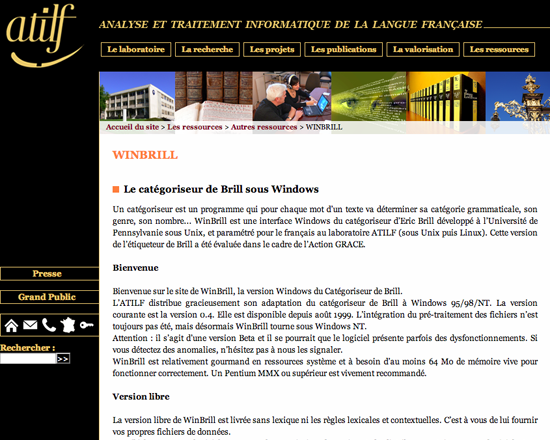 atilf
ANALYSE ET TRAITEMENT INFORMATIQUE DE LA LANGUE FRANÇAISE
Le laboratoire
La recherche
Les projets
Les publications
La valorisation
Les ressources
Accueil du site > Les ressources > Autres ressources > WINBRILL
WINBRILL
Le catégoriseur de Brill sous Windows
Un catégoriseur est un programme qui pour chaque mot d'un texte va déterminer sa catégorie grammaticale, son
genre, son nombre... WinBrill est une interface Windows du catégoriseur d'Eric Brill développé à l'Université de
Pennsylvanie sous Unix, et paramétré pour le français au laboratoire ATILF (sous Unix puis Linux). Cette version
de l'étiqueteur de Brill a été évaluée dans le cadre de l'Action GRACE.
Bienvenue
Bienvenue sur le site de WinBrill, la version Windows du Catégoriseur de Brill.
L'ATILF distribue gracieusement son adaptation du catégoriseur de Brill à Windows 95/98/NT. La version
courante est la version 0.4. Elle est disponible depuis août 1999. L'intégration du pré-traitement des fichiers n'est
toujours pas été, mais désormais WinBrill tourne sous Windows NT.
Attention : il s'agit d'une version Beta et il se pourrait que le logiciel présente parfois des dysfonctionnements. Si
vous détectez des anomalies, n'hésitez pas à nous les signaler.
WinBrill est relativement gourmand en ressources système et à besoin d'au moins 64 Mo de mémoire vive pour
fonctionner correctement. Un Pentium MMX ou supérieur est vivement recommandé.
Version libre
La version libre de WinBrill est livrée sans lexique ni les règles lexicales et contextuelles. C'est à vous de lui fournir
vos propres fichiers de données.
Presse
Grand Public
Rechercher :
>>